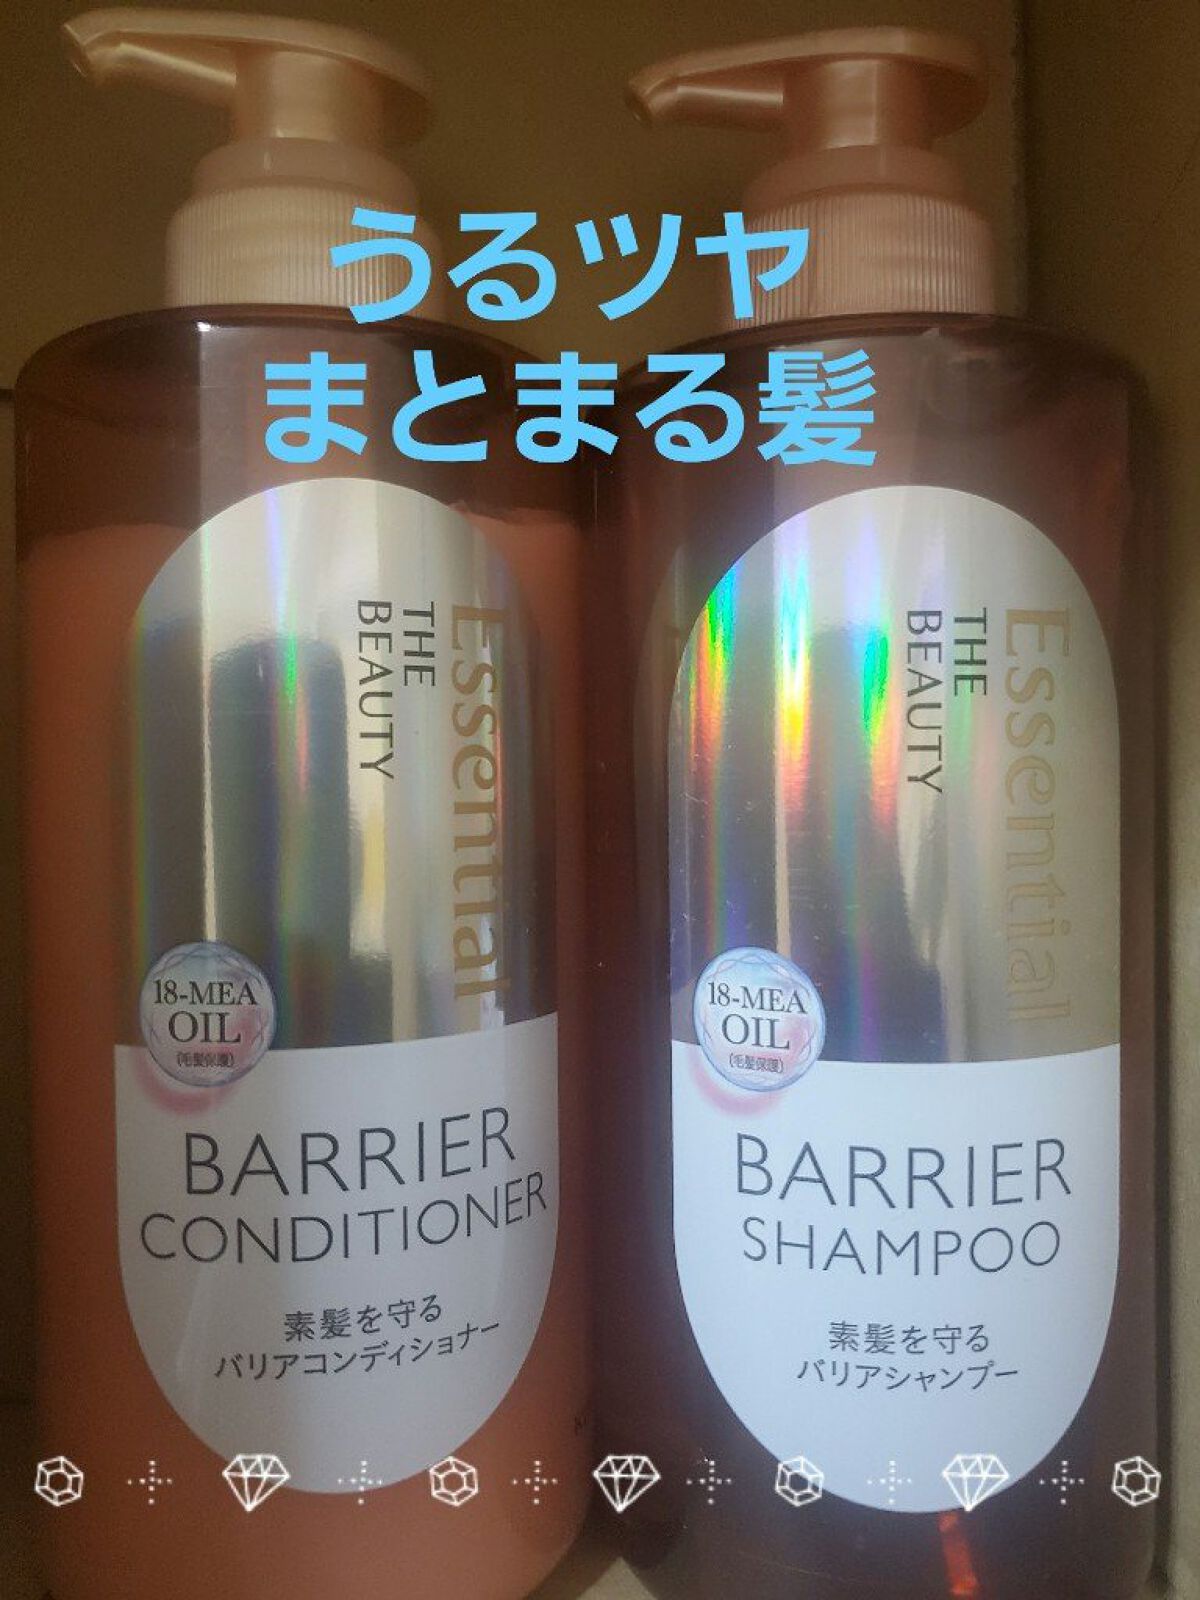 うるツヤ
まとまる髪
Essential
THE
BEAUTY
18-MEA
OIL
(毛髪保護)
BARRIER
CONDITIONER
素髪を守る
バリアコンディショナー
Essential
THE
BEAUTY
18-MEA
OIL
(毛髪保護)
BARRIER
SHAMPOO
素髪を守る
バリアシャンプー